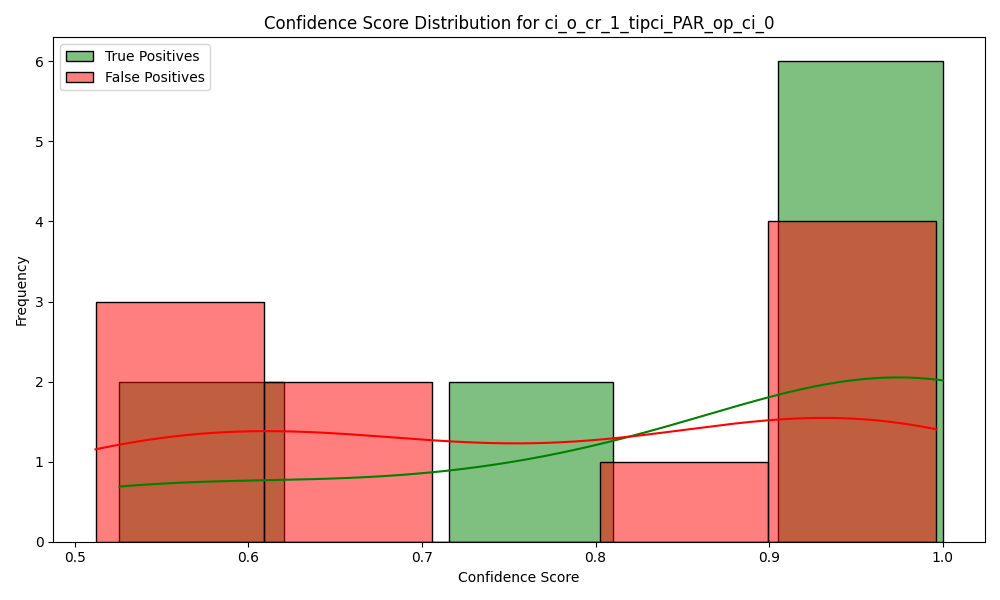 Confidence Score Distribution for ci_o_cr_1_tipci_PAR_op_ci_0
True Positives
False Positives
6
5
4
3
2
1
0
Frequency
0.5 0.6 0.7 0.8 0.9 1.0
Confidence Score